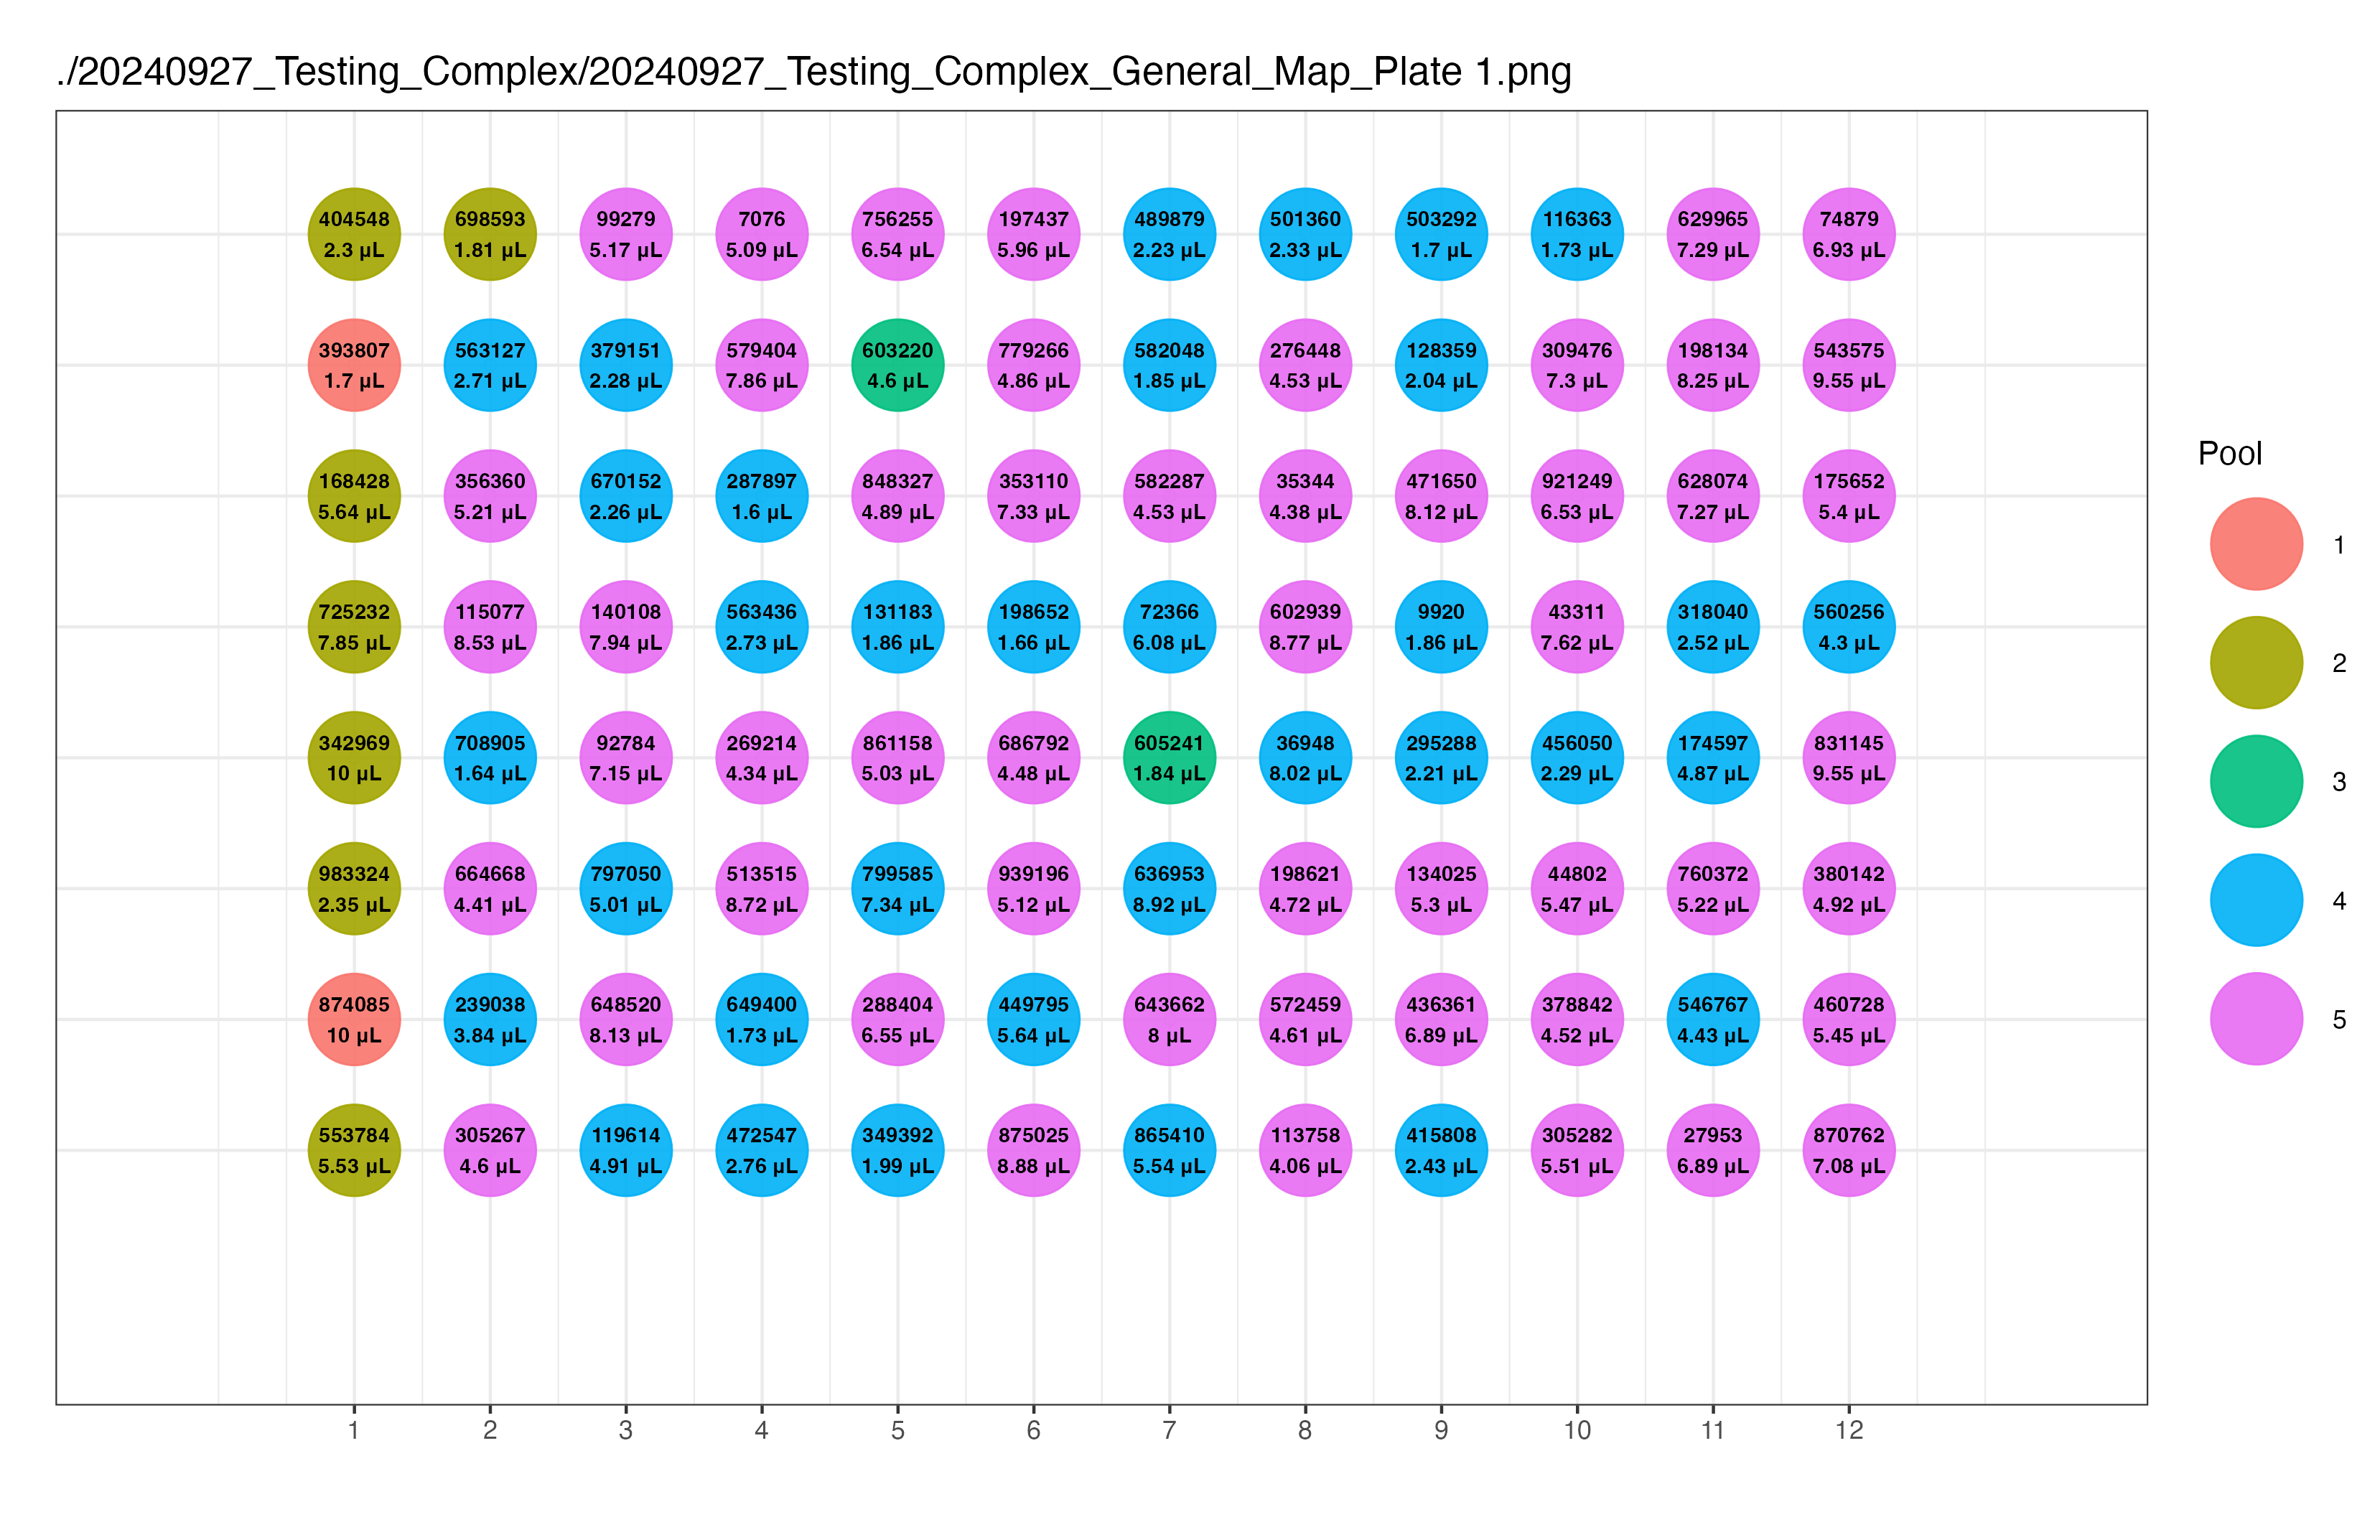 ./20240927_Testing_Complex/20240927_Testing_Complex_General_Map_Plate 1.png
404548 698593 99279 7076 756255 197437 489879 501360 503292 116363 629965 74879
2.3 µL 1.81 µL 5.17 µL 5.09 µL 6.54 µL 5.96 µL 2.23 µL 2.33 µL 1.7 µL 1.73 µL 7.29 µL 6.93 µL
393807 563127 379151 579404 603220 779266 582048 276448 128359 309476 198134 543575
1.7 µL 2.71 µL 2.28 µL 7.86 µL 4.6 µL 4.86 µL 1.85 µL 4.53 µL 2.04 µL 7.3 µL 8.25 µL 9.55 µL
168428 356360 670152 287897 848327 353110 582287 35344 471650 921249 628074 175652
5.64 µL 5.21 µL 2.26 µL 1.6 µL 4.89 µL 7.33 µL 4.53 µL 4.38 µL 8.12 µL 6.53 µL 7.27 µL 5.4 µL
725232 115077 140108 563436 131183 198652 72366 602939 9920 43311 318040 560256
7.85 µL 8.53 µL 7.94 µL 2.73 µL 1.86 µL 1.66 µL 6.08 µL 8.77 µL 1.86 µL 7.62 µL 2.52 µL 4.3 µL
342969 708905 92784 269214 861158 686792 605241 36948 295288 456050 174597 831145
10 µL 1.64 µL 7.15 µL 4.34 µL 5.03 µL 4.48 µL 1.84 µL 8.02 µL 2.21 µL 2.29 µL 4.87 µL 9.55 µL
983324 664668 797050 513515 799585 939196 636953 198621 134025 44802 760372 380142
2.35 µL 4.41 µL 5.01 µL 8.72 µL 7.34 µL 5.12 µL 8.92 µL 4.72 µL 5.3 µL 5.47 µL 5.22 µL 4.92 µL
874085 239038 648520 649400 288404 449795 643662 572459 436361 378842 546767 460728
10 µL 3.84 µL 8.13 µL 1.73 µL 6.55 µL 5.64 µL 8 µL 4.61 µL 6.89 µL 4.52 µL 4.43 µL 5.45 µL
553784 305267 119614 472547 349392 875025 865410 113758 415808 305282 27953 870762
5.53 µL 4.6 µL 4.91 µL 2.76 µL 1.99 µL 8.88 µL 5.54 µL 4.06 µL 2.43 µL 5.51 µL 6.89 µL 7.08 µL
1 2 3 4 5 6 7 8 9 10 11 12
Pool
1
2
3
4
5